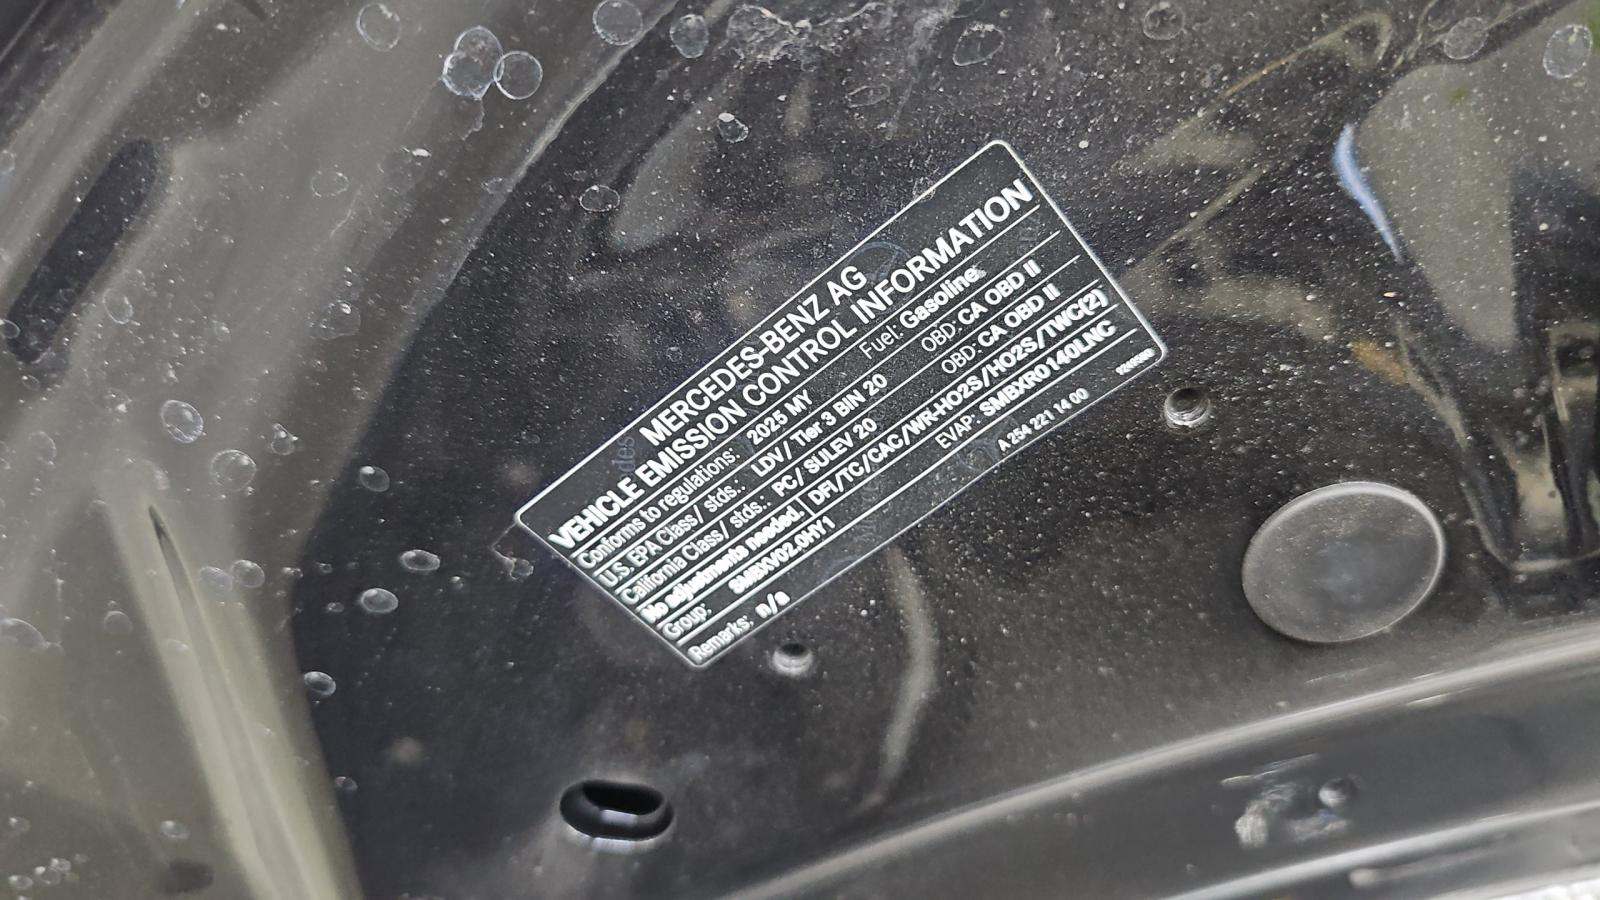 MERCEDES-BENZ AG
VEHICLE EMISSION CONTROL INFORMATION
Conforms to regulations: 2025 MY Fuel: Gasoline
U.S. EPA Class/ stds.: LDV/ Tier 3 BIN 20 OBD: CA OBD II
California Class/ stds.: PC/ SULEV 20 OBD: CA OBD II
No adjustments needed. DFI/TC/CAC/WR-HO2S/HO2S/TWC(2)
Group: SMBXV02.0HY1 EVAP: SMBXR0140LNC
Remarks: n/a
A 254 221 14 00